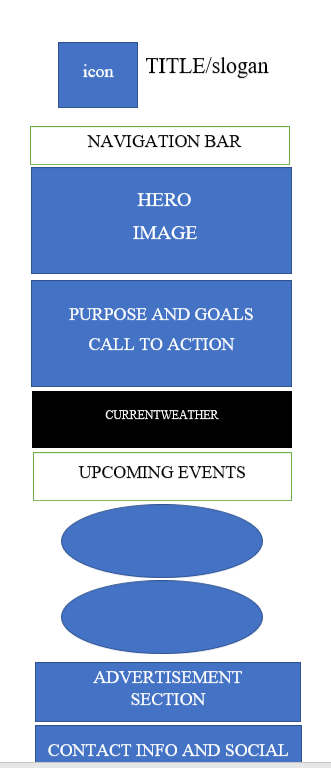 icon
TITLE/slogan
NAVIGATION BAR
HERO
IMAGE
PURPOSE AND GOALS
CALL TO ACTION
CURRENTWEATHER
UPCOMING EVENTS
ADVERTISEMENT
SECTION
CONTACT INFO AND SOCIAL